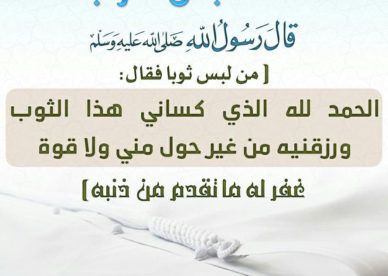 قال رسول الله صلى الله عليه وسلم
[ من لبس ثوبا فقال:
الحمد لله الذي كساني هذا الثوب
ورزقنيه من غير حول مني ولا قوة
غفر له ما تقدم من ذنبه]